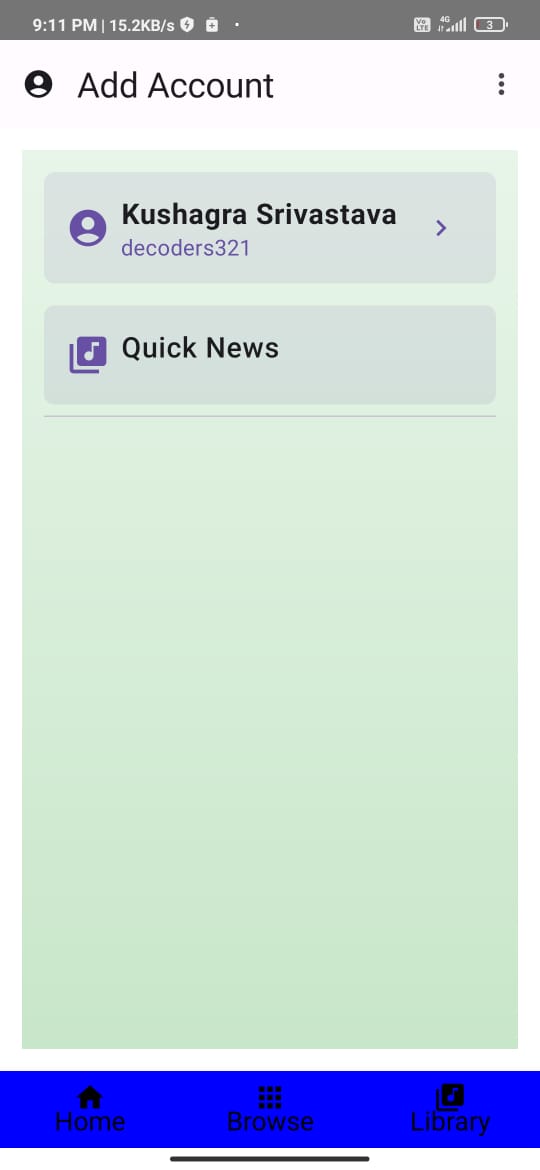 9:11 PM | 15.2KB/s
Vo LTE 4G 3
Add Account
Kushagra Srivastava
decoders321
Quick News
Home Browse Library